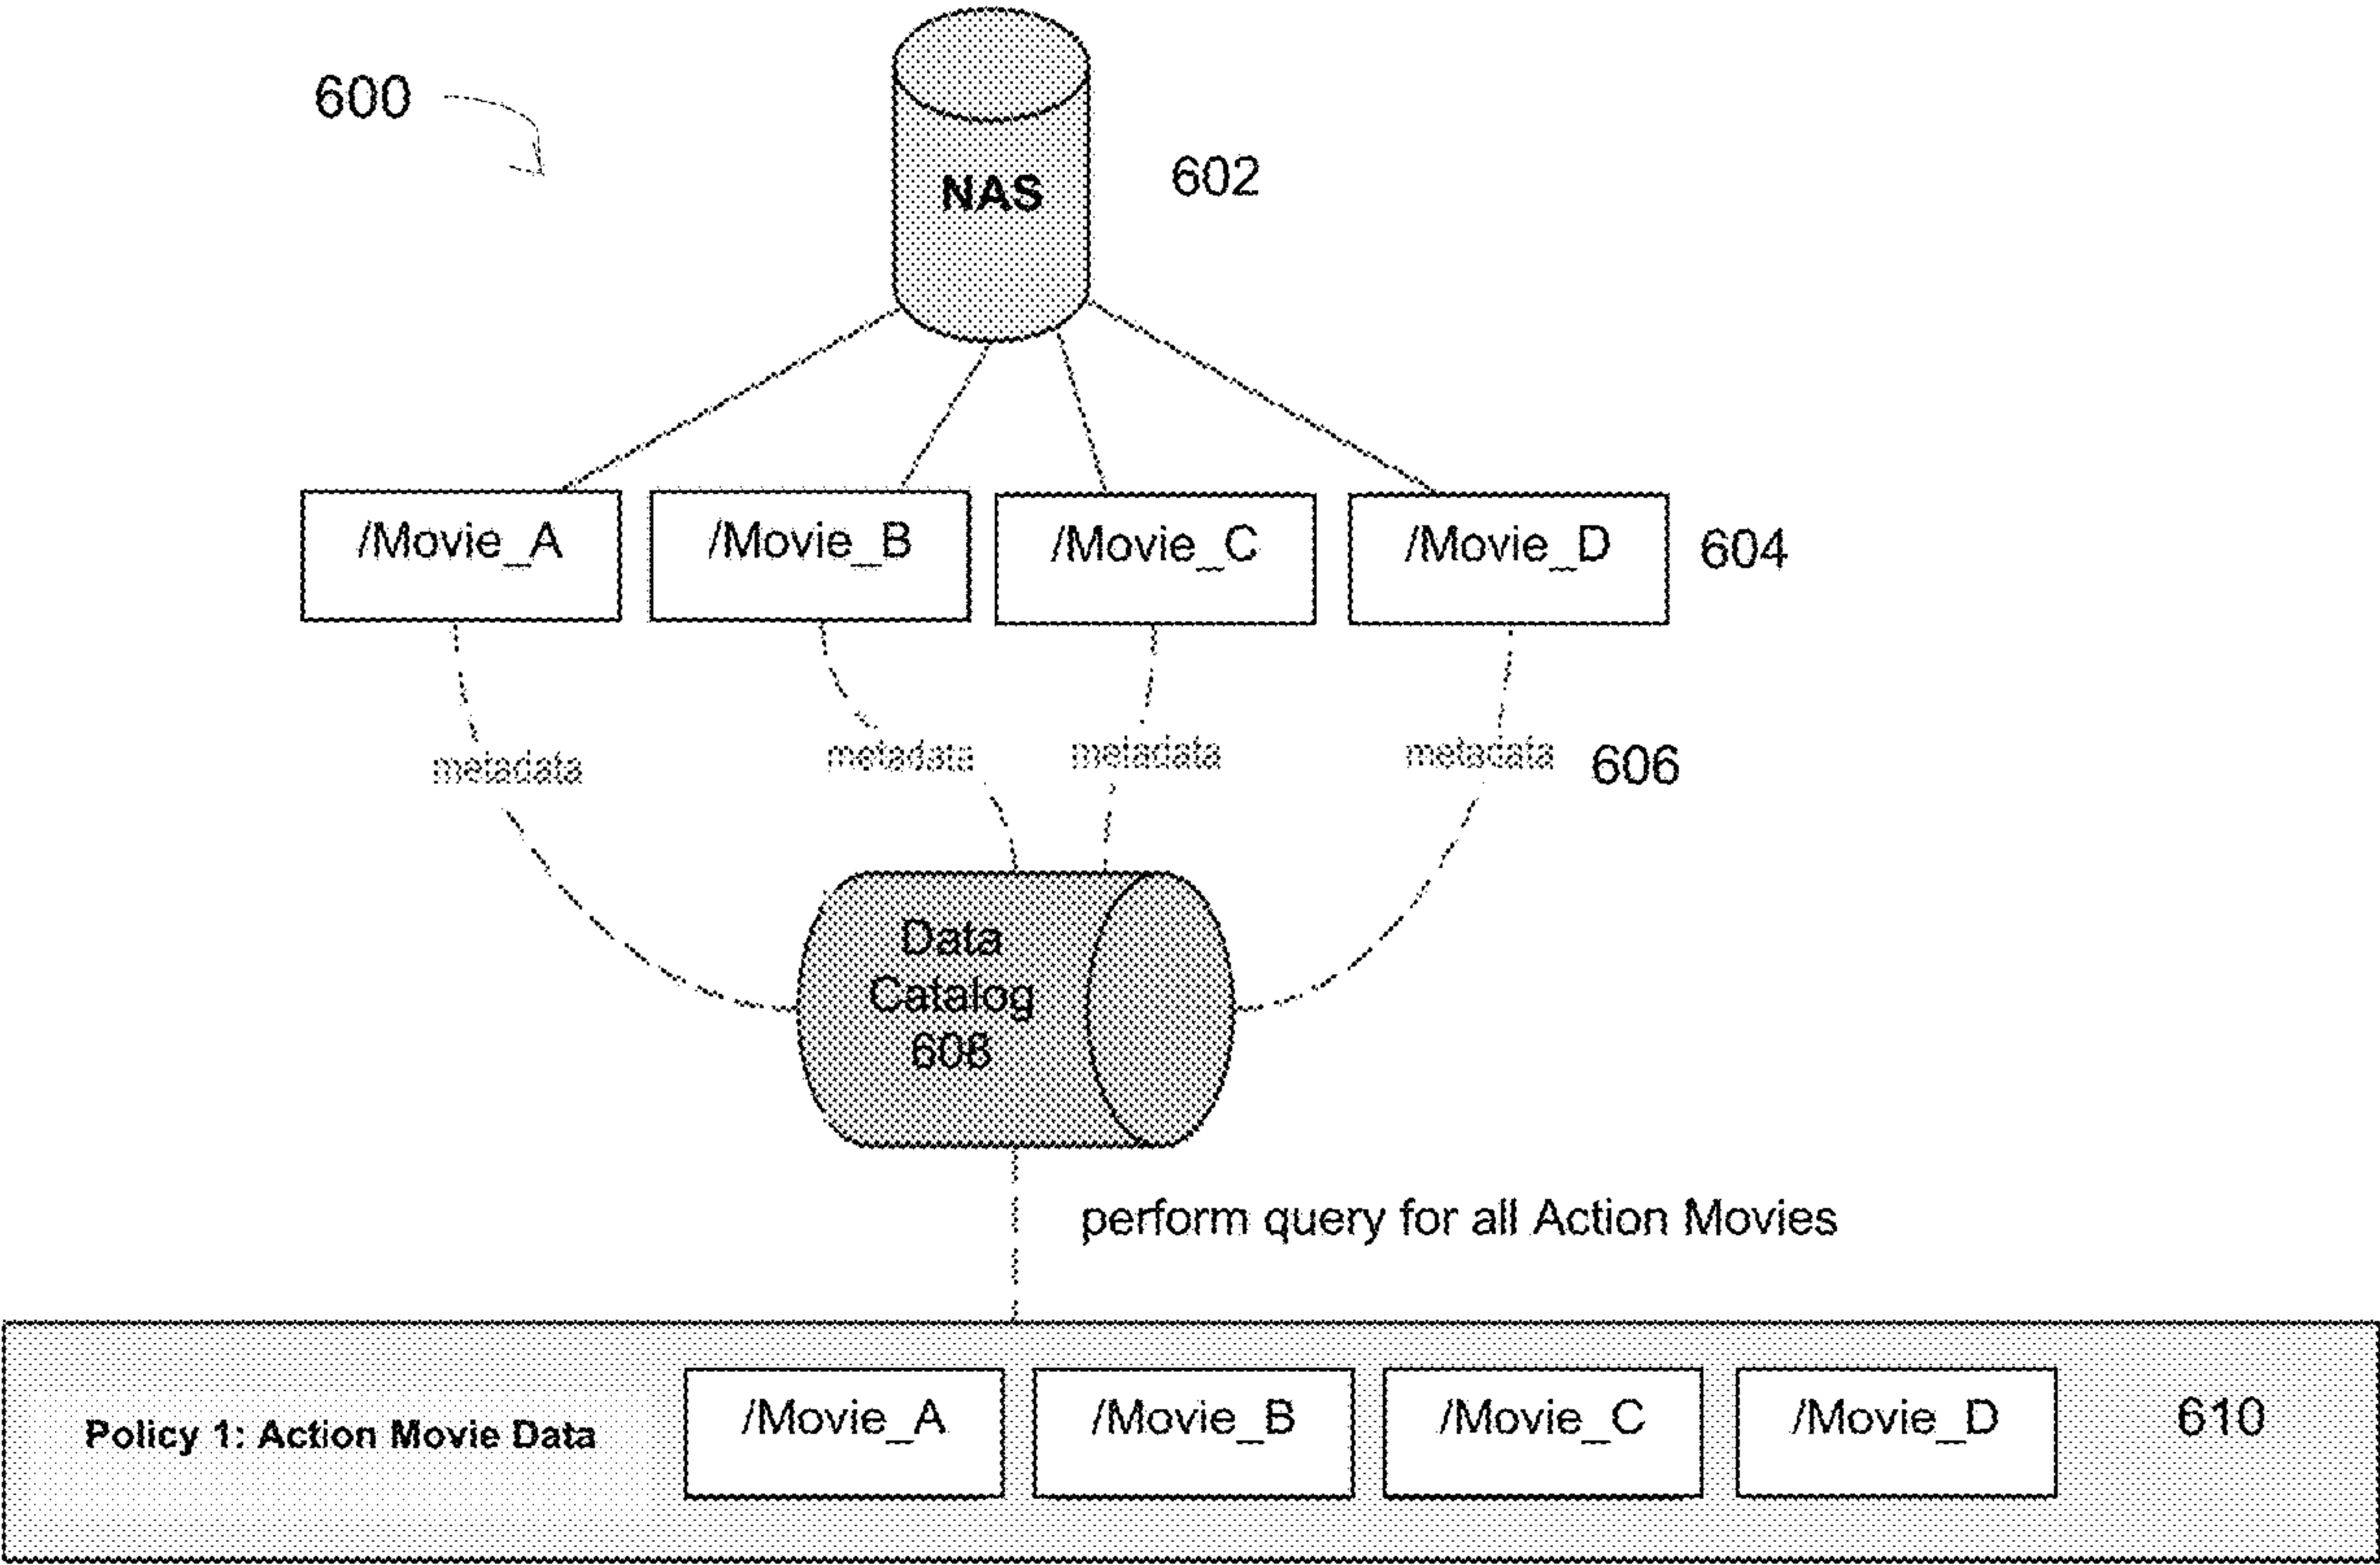 600
NAS
602
/Movie_A
/Movie_B
/Movie_C
/Movie_D
604
metadata
metadata
metadata
metadata
606
Data
Catalog
608
perform query for all Action Movies
Policy 1: Action Movie Data
/Movie_A
/Movie_B
/Movie_C
/Movie_D
610